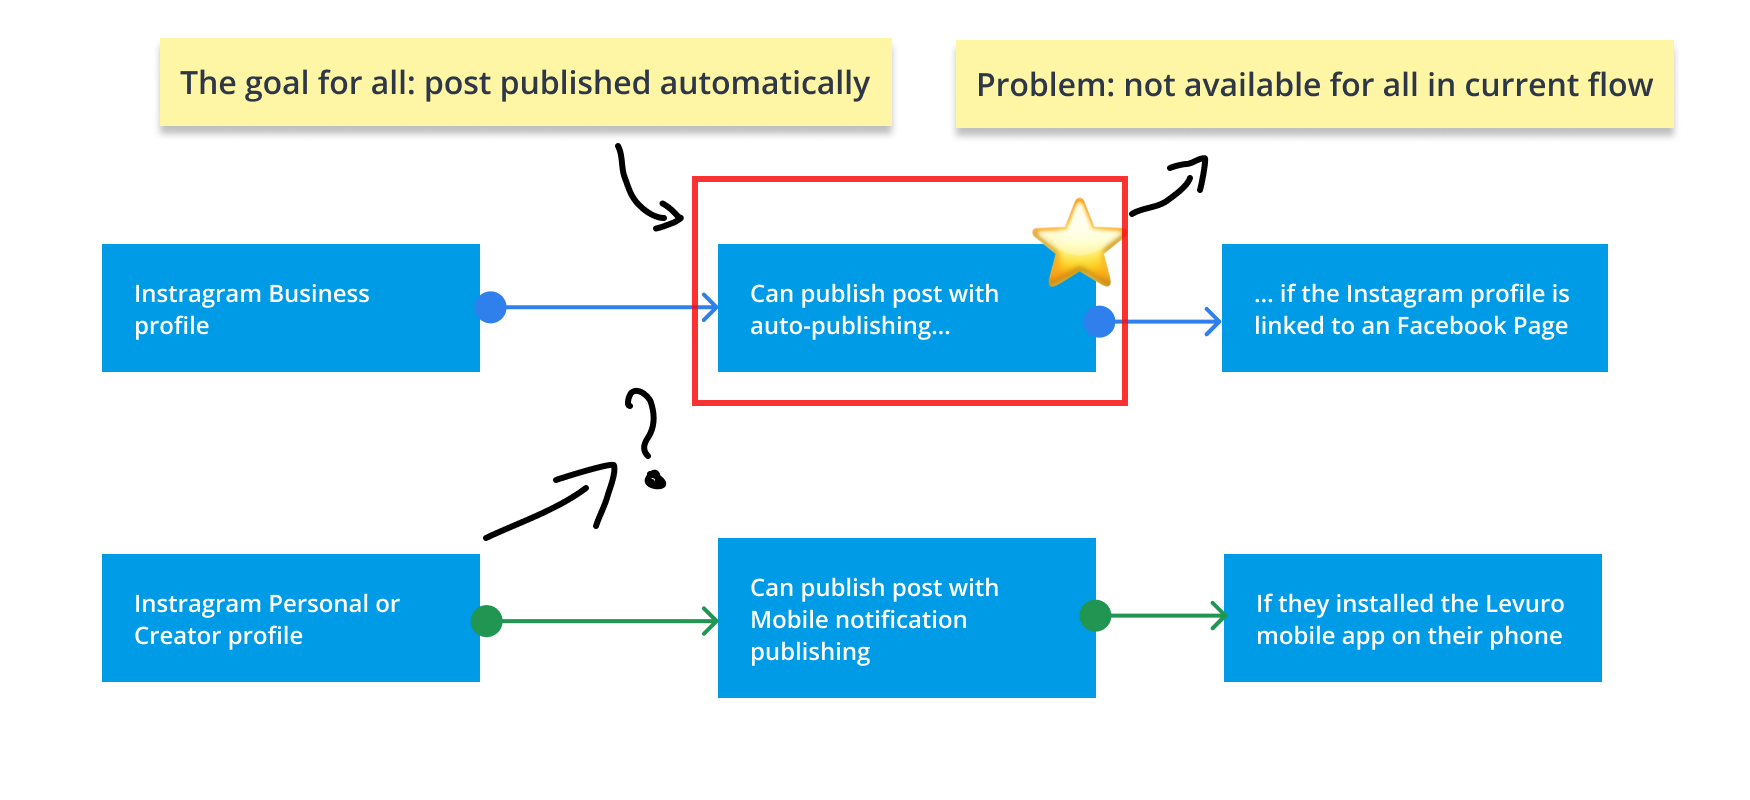 The goal for all: post published automatically
Problem: not available for all in current flow
Instragram Business
profile
Can publish post with
auto-publishing...
... if the Instagram profile is
linked to an Facebook Page
?
Instragram Personal or
Creator profile
Can publish post with
Mobile notification
publishing
If they installed the Levuro
mobile app on their phone